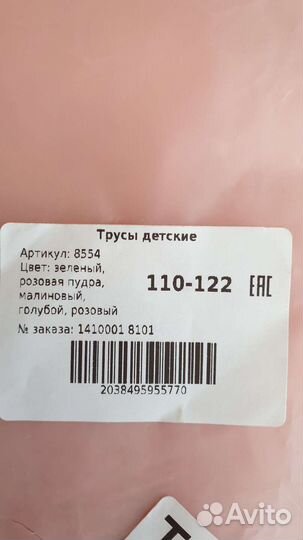 Трусы детские
Артикул: 8554
Цвет: зеленый,
розовая пудра,
малиновый,
голубой, розовый
110-122 EAC
№ заказа: 1410001 8101
2038495955770
Avito